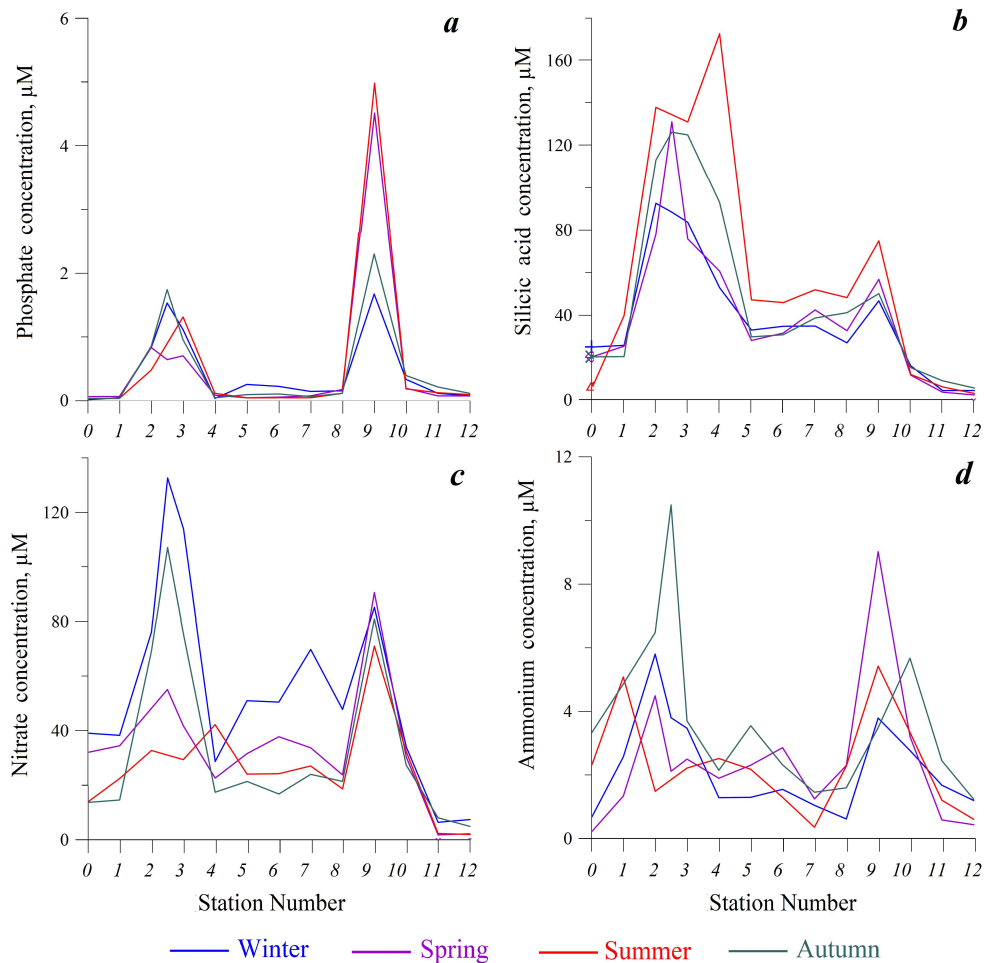 a
6
4
2
0
Phosphate concentration, μM
0 1 2 3 4 5 6 7 8 9 10 11 12
b
160
120
80
40
0
Silicic acid concentration, μM
0 1 2 3 4 5 6 7 8 9 10 11 12
c
120
80
40
0
Nitrate concentration, μM
0 1 2 3 4 5 6 7 8 9 10 11 12
Station Number
d
12
8
4
0
Ammonium concentration, μM
0 1 2 3 4 5 6 7 8 9 10 11 12
Station Number
Winter Spring Summer Autumn